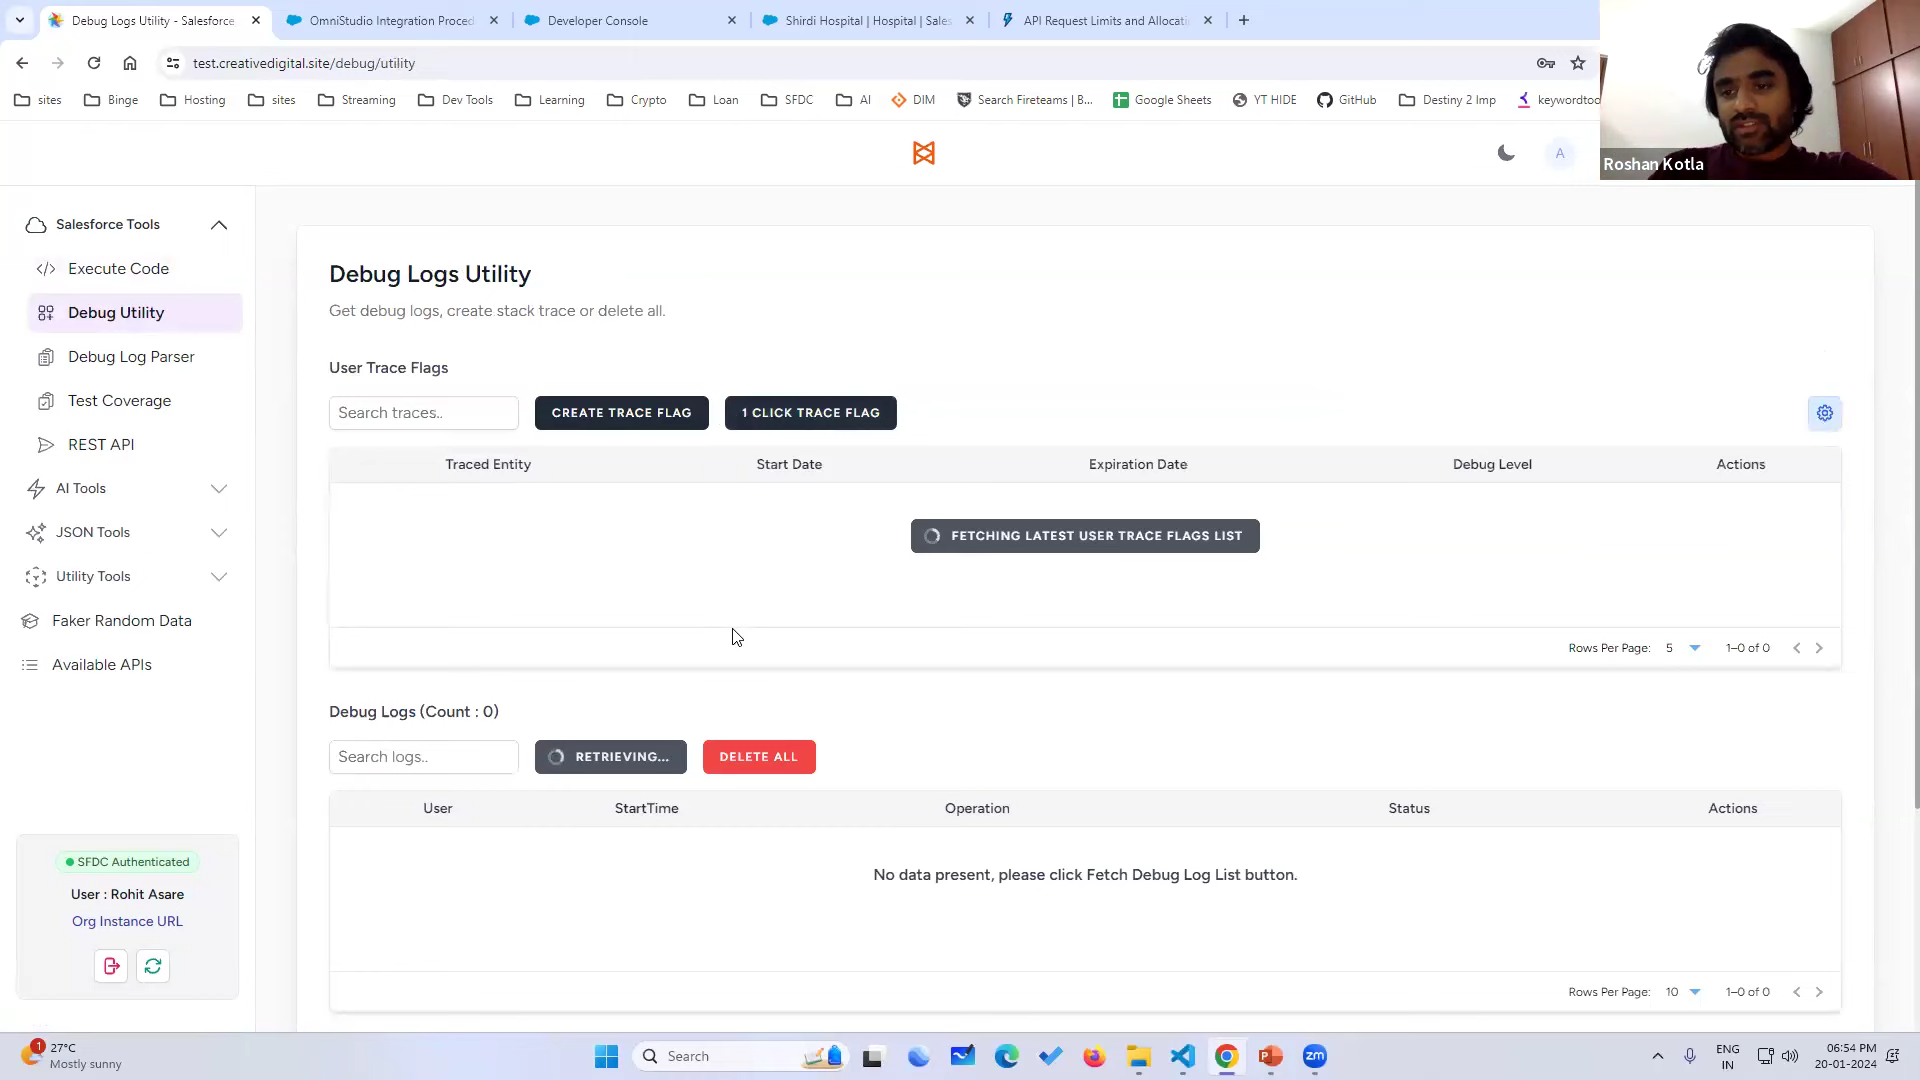 Debug Logs Utility - Salesforce
OmniStudio Integration Proced
Developer Console
Shirdi Hospital | Hospital | Sales
API Request Limits and Allocati
test.creativedigital.site/debug/utility
sites
Binge
Hosting
sites
Streaming
Dev Tools
Learning
Crypto
Loan
SFDC
AI
DIM
Search Fireteams | B...
Google Sheets
YT HIDE
GitHub
Destiny 2 Imp
keywordtoo
A
Roshan Kotla
Salesforce Tools
Execute Code
Debug Utility
Debug Log Parser
Test Coverage
REST API
AI Tools
JSON Tools
Utility Tools
Faker Random Data
Available APIs
SFDC Authenticated
User : Rohit Asare
Org Instance URL
Debug Logs Utility
Get debug logs, create stack trace or delete all.
User Trace Flags
Search traces..
CREATE TRACE FLAG
1 CLICK TRACE FLAG
Traced Entity
Start Date
Expiration Date
Debug Level
Actions
FETCHING LATEST USER TRACE FLAGS LIST
Rows Per Page: 5
1-0 of 0
Debug Logs (Count : 0)
Search logs..
RETRIEVING...
DELETE ALL
User
StartTime
Operation
Status
Actions
No data present, please click Fetch Debug Log List button.
Rows Per Page: 10
1-0 of 0
1
27°C
Mostly sunny
Search
zm
ENG
IN
06:54 PM
20-01-2024